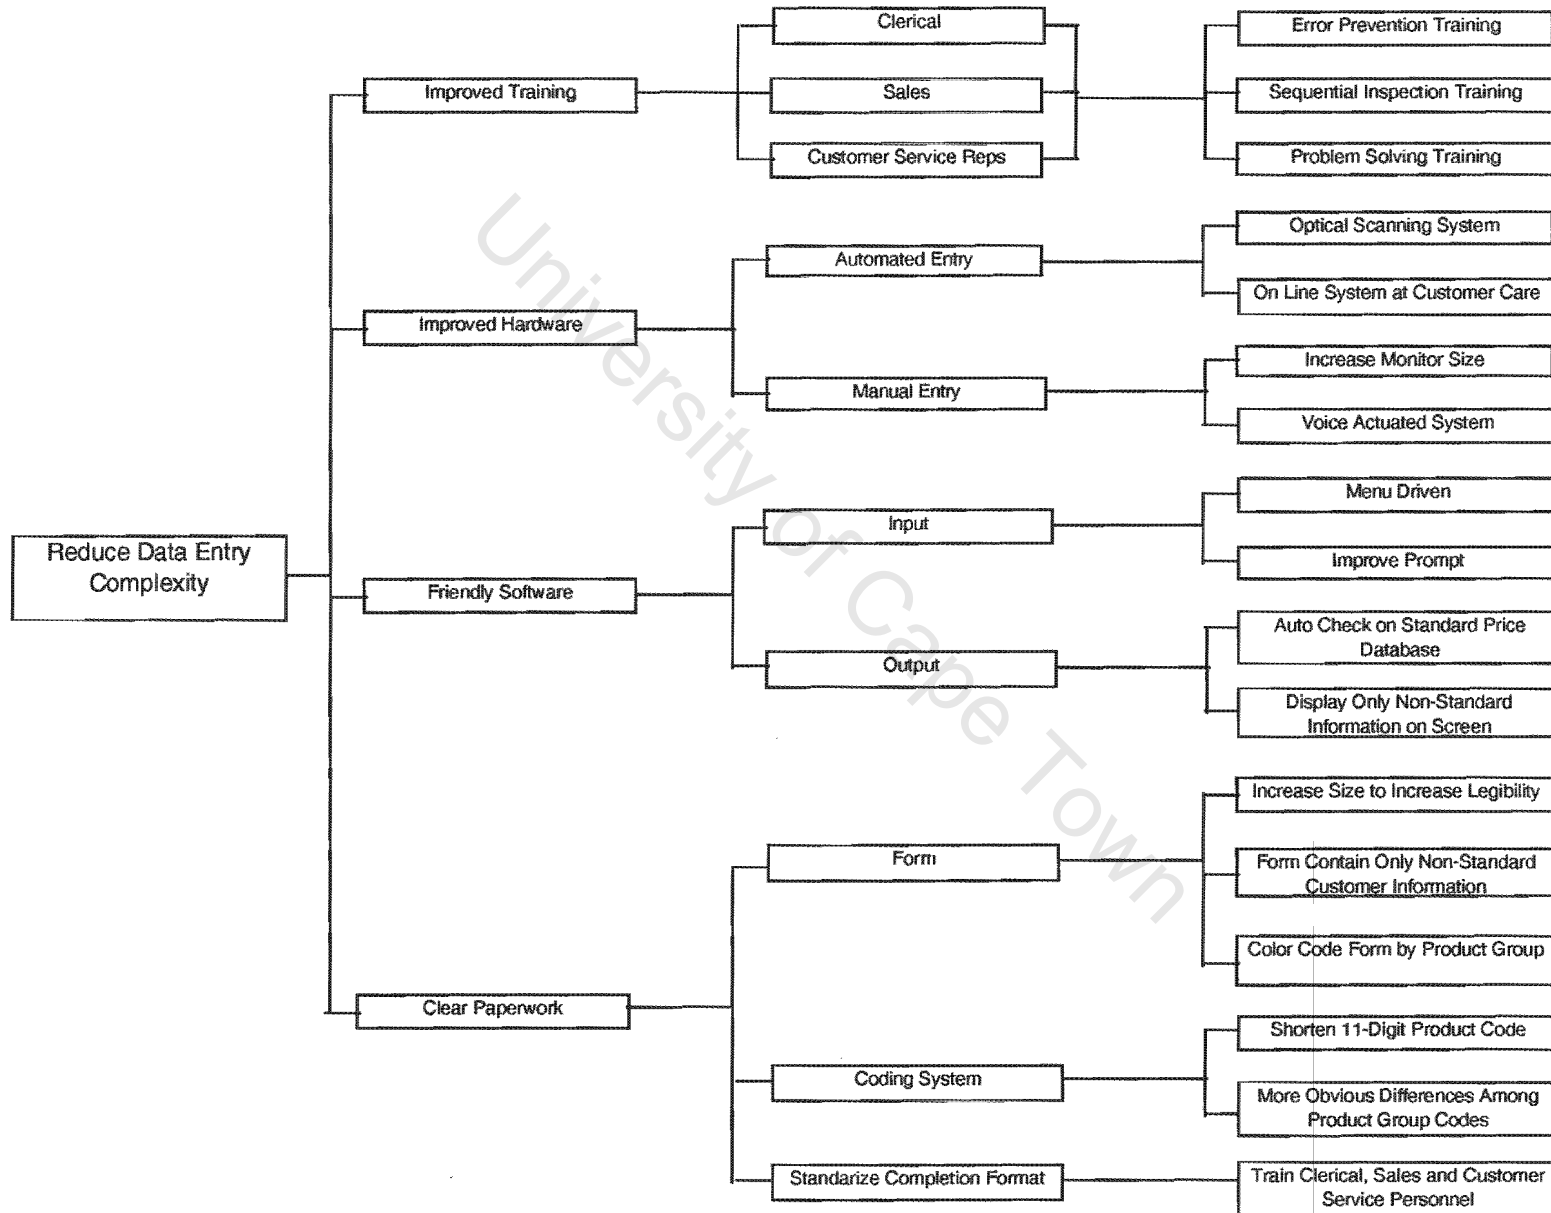 Clerical
Error Prevention Training
Improved Training
Sales
Sequential Inspection Training
Customer Service Reps
Problem Solving Training
Optical Scanning System
Automated Entry
On Line System at Customer Care
Improved Hardware
Increase Monitor Size
Manual Entry
Voice Actuated System
Menu Driven
Input
Reduce Data Entry
Complexity
Improve Prompt
Friendly Software
Auto Check on Standard Price
Database
Output
Display Only Non-Standard
Information on Screen
Increase Size to Increase Legibility
Form
Form Contain Only Non-Standard
Customer Information
Color Code Form by Product Group
Clear Paperwork
Shorten 11-Digit Product Code
Coding System
More Obvious Differences Among
Product Group Codes
Standarize Completion Format
Train Clerical, Sales and Customer
Service Personnel
University of Cape Town